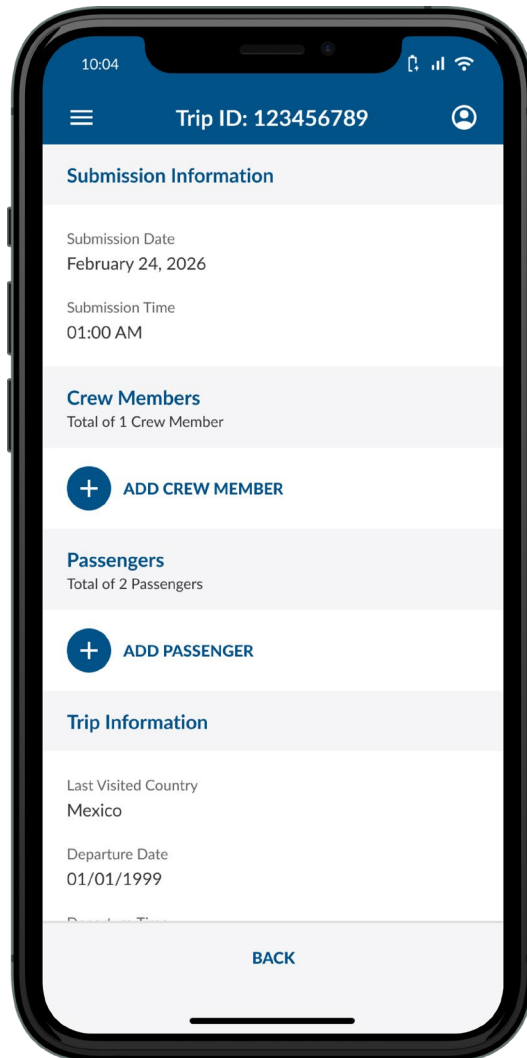 10:04
Trip ID: 123456789
Submission Information
Submission Date
February 24, 2026
Submission Time
01:00 AM
Crew Members
Total of 1 Crew Member
ADD CREW MEMBER
Passengers
Total of 2 Passengers
ADD PASSENGER
Trip Information
Last Visited Country
Mexico
Departure Date
01/01/1999
BACK